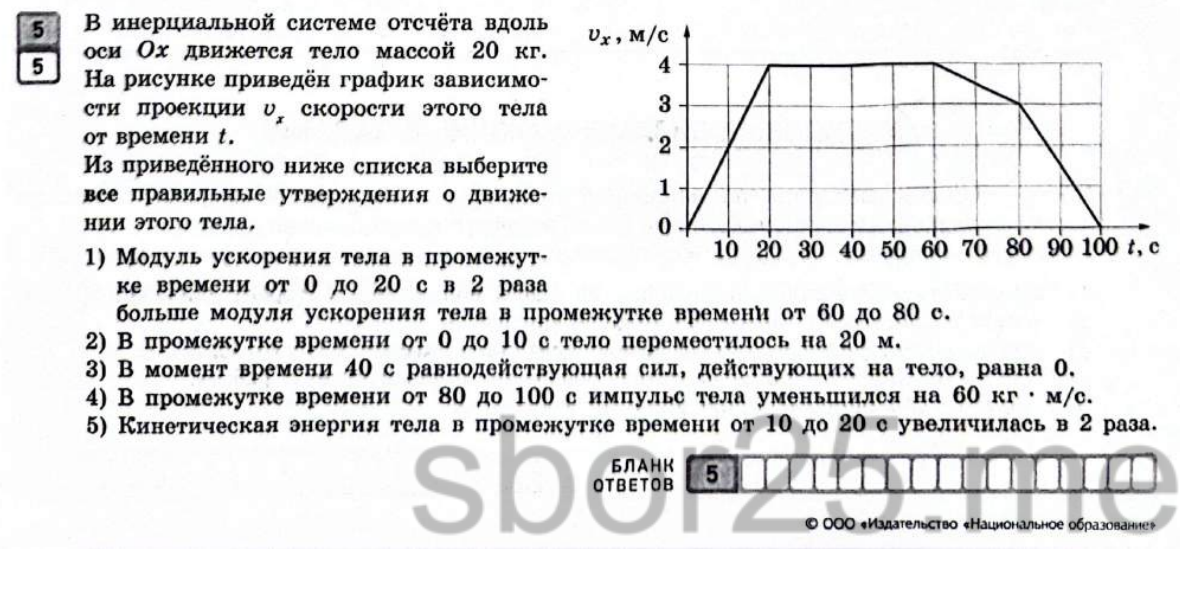 5
5
В инерциальной системе отсчёта вдоль
оси Ox движется тело массой 20 кг.
На рисунке приведён график зависимо-
сти проекции vₓ скорости этого тела
от времени t.
Из приведённого ниже списка выберите
все правильные утверждения о движе-
нии этого тела.
vₓ, м/с
4
3
2
1
0
10 20 30 40 50 60 70 80 90 100 t, с
1) Модуль ускорения тела в промежут-
ке времени от 0 до 20 с в 2 раза
больше модуля ускорения тела в промежутке времени от 60 до 80 с.
2) В промежутке времени от 0 до 10 с тело переместилось на 20 м.
3) В момент времени 40 с равнодействующая сил, действующих на тело, равна 0.
4) В промежутке времени от 80 до 100 с импульс тела уменьшился на 60 кг · м/с.
5) Кинетическая энергия тела в промежутке времени от 10 до 20 с увеличилась в 2 раза.
БЛАНК
ОТВЕТОВ
5
sbor25.me
© ООО «Издательство «Национальное образование»